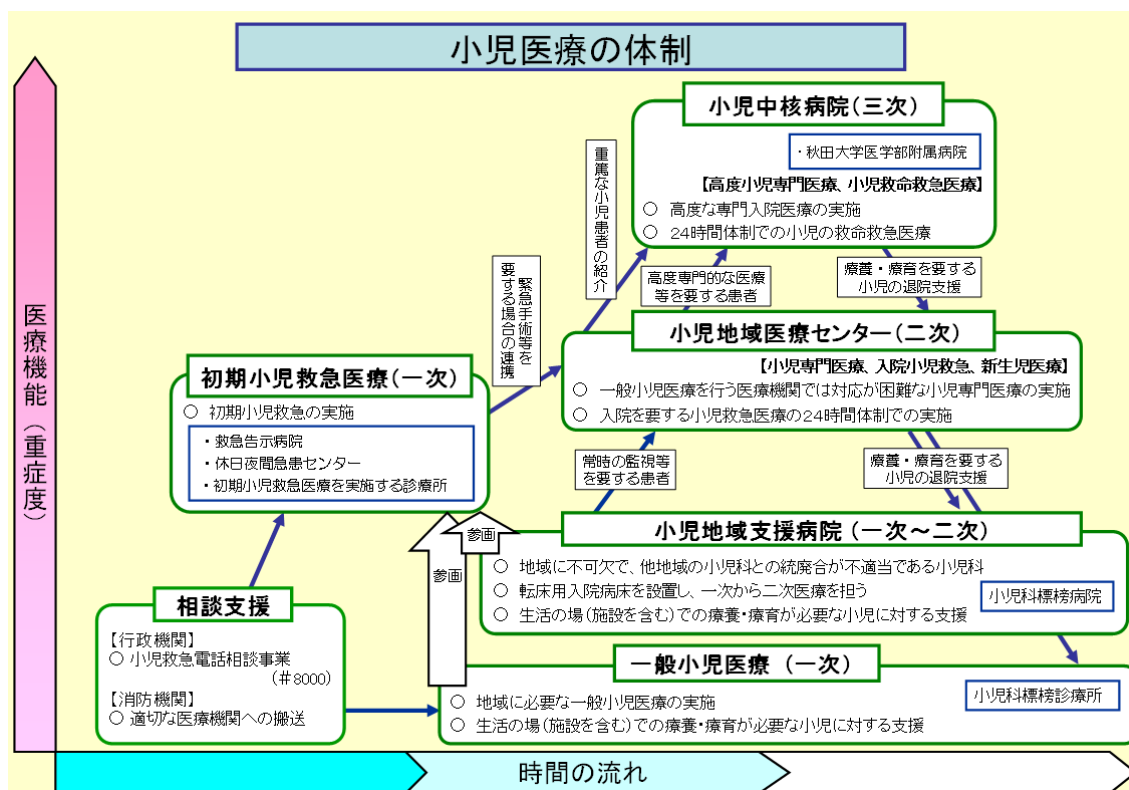 小児医療の体制
医療機能（重症度）
小児中核病院（三次）
・秋田大学医学部附属病院
【高度小児専門医療、小児救命救急医療】
○ 高度な専門入院医療の実施
○ 24時間体制での小児の救命救急医療
重篤な小児患者の紹介
緊急手術等を
要する場合の連携
高度専門的な医療
等を要する患者
療養・療育を要する
小児の退院支援
小児地域医療センター（二次）
【小児専門医療、入院小児救急、新生児医療】
○ 一般小児医療を行う医療機関では対応が困難な小児専門医療の実施
○ 入院を要する小児救急医療の24時間体制での実施
初期小児救急医療（一次）
○ 初期小児救急の実施
・救急告示病院
・休日夜間急患センター
・初期小児救急医療を実施する診療所
常時の監視等
を要する患者
療養・療育を要する
小児の退院支援
参画
参画
小児地域支援病院（一次～二次）
○ 地域に不可欠で、他地域の小児科との統廃合が不適当である小児科
○ 転床用入院病床を設置し、一次から二次医療を担う
○ 生活の場（施設を含む）での療養・療育が必要な小児に対する支援
小児科標榜病院
相談支援
【行政機関】
○ 小児救急電話相談事業
（＃8000）
【消防機関】
○ 適切な医療機関への搬送
一般小児医療 （一次）
○ 地域に必要な一般小児医療の実施
○ 生活の場（施設を含む）での療養・療育が必要な小児に対する支援
小児科標榜診療所
時間の流れ